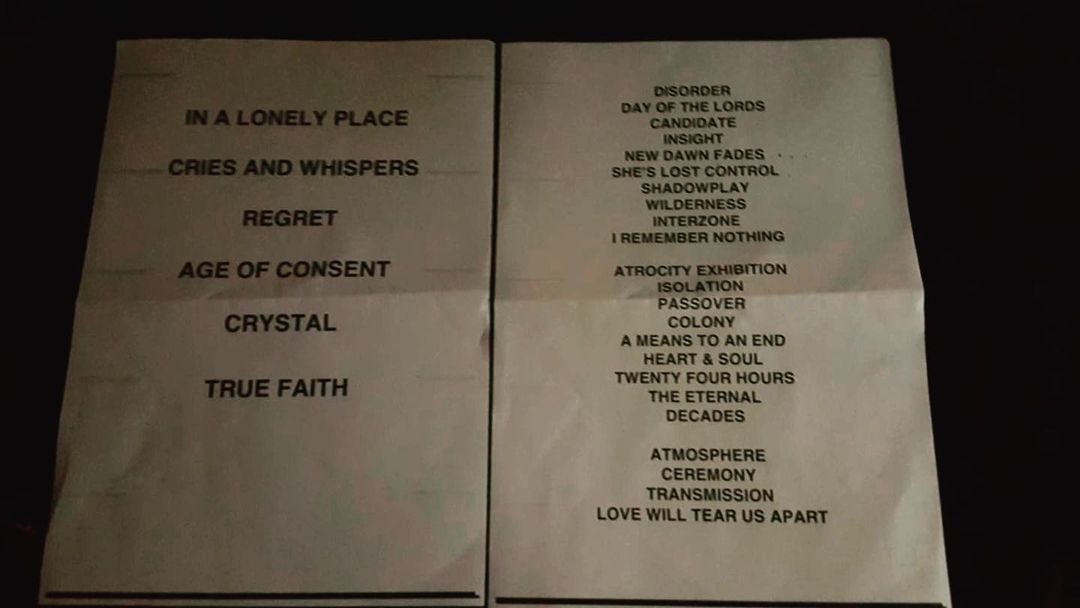 IN A LONELY PLACE
CRIES AND WHISPERS
REGRET
AGE OF CONSENT
CRYSTAL
TRUE FAITH
DISORDER
DAY OF THE LORDS
CANDIDATE
INSIGHT
NEW DAWN FADES
SHE'S LOST CONTROL
SHADOWPLAY
WILDERNESS
INTERZONE
I REMEMBER NOTHING
ATROCITY EXHIBITION
ISOLATION
PASSOVER
COLONY
A MEANS TO AN END
HEART & SOUL
TWENTY FOUR HOURS
THE ETERNAL
DECADES
ATMOSPHERE
CEREMONY
TRANSMISSION
LOVE WILL TEAR US APART